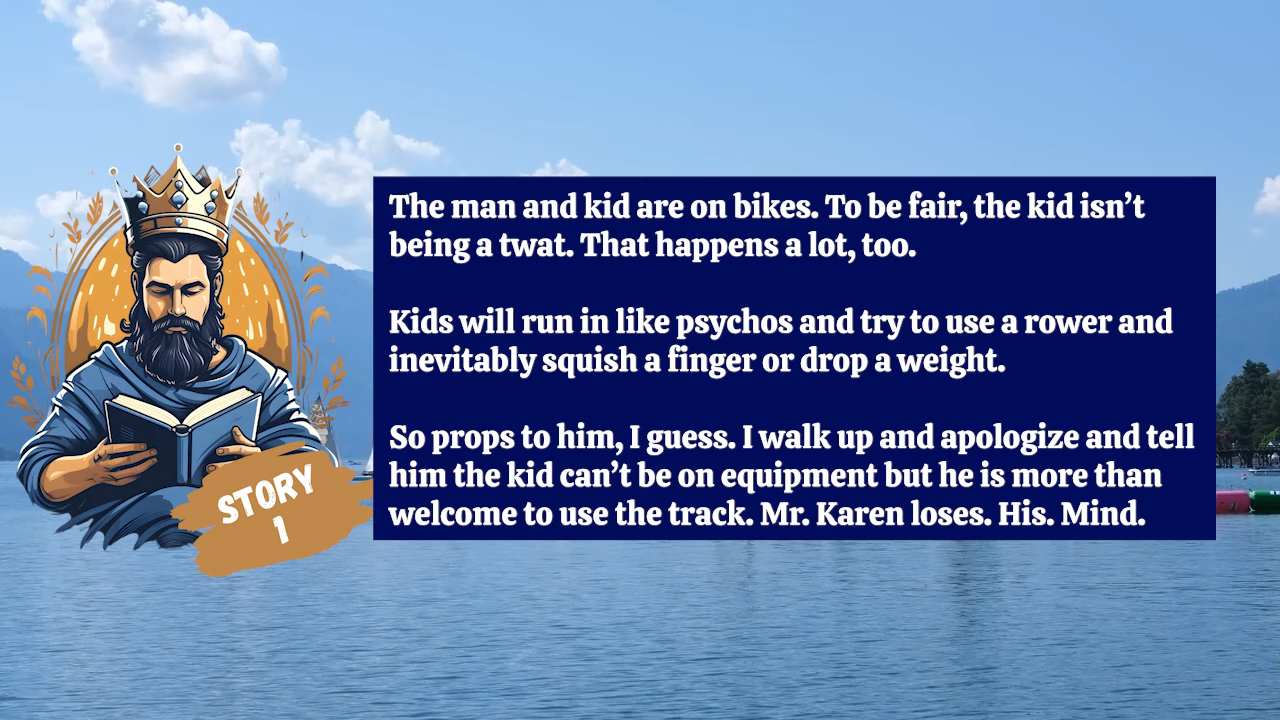 The man and kid are on bikes. To be fair, the kid isn’t
being a twat. That happens a lot, too.
Kids will run in like psychos and try to use a rower and
inevitably squish a finger or drop a weight.
So props to him, I guess. I walk up and apologize and tell
him the kid can’t be on equipment but he is more than
welcome to use the track. Mr. Karen loses. His. Mind.
STORY
1